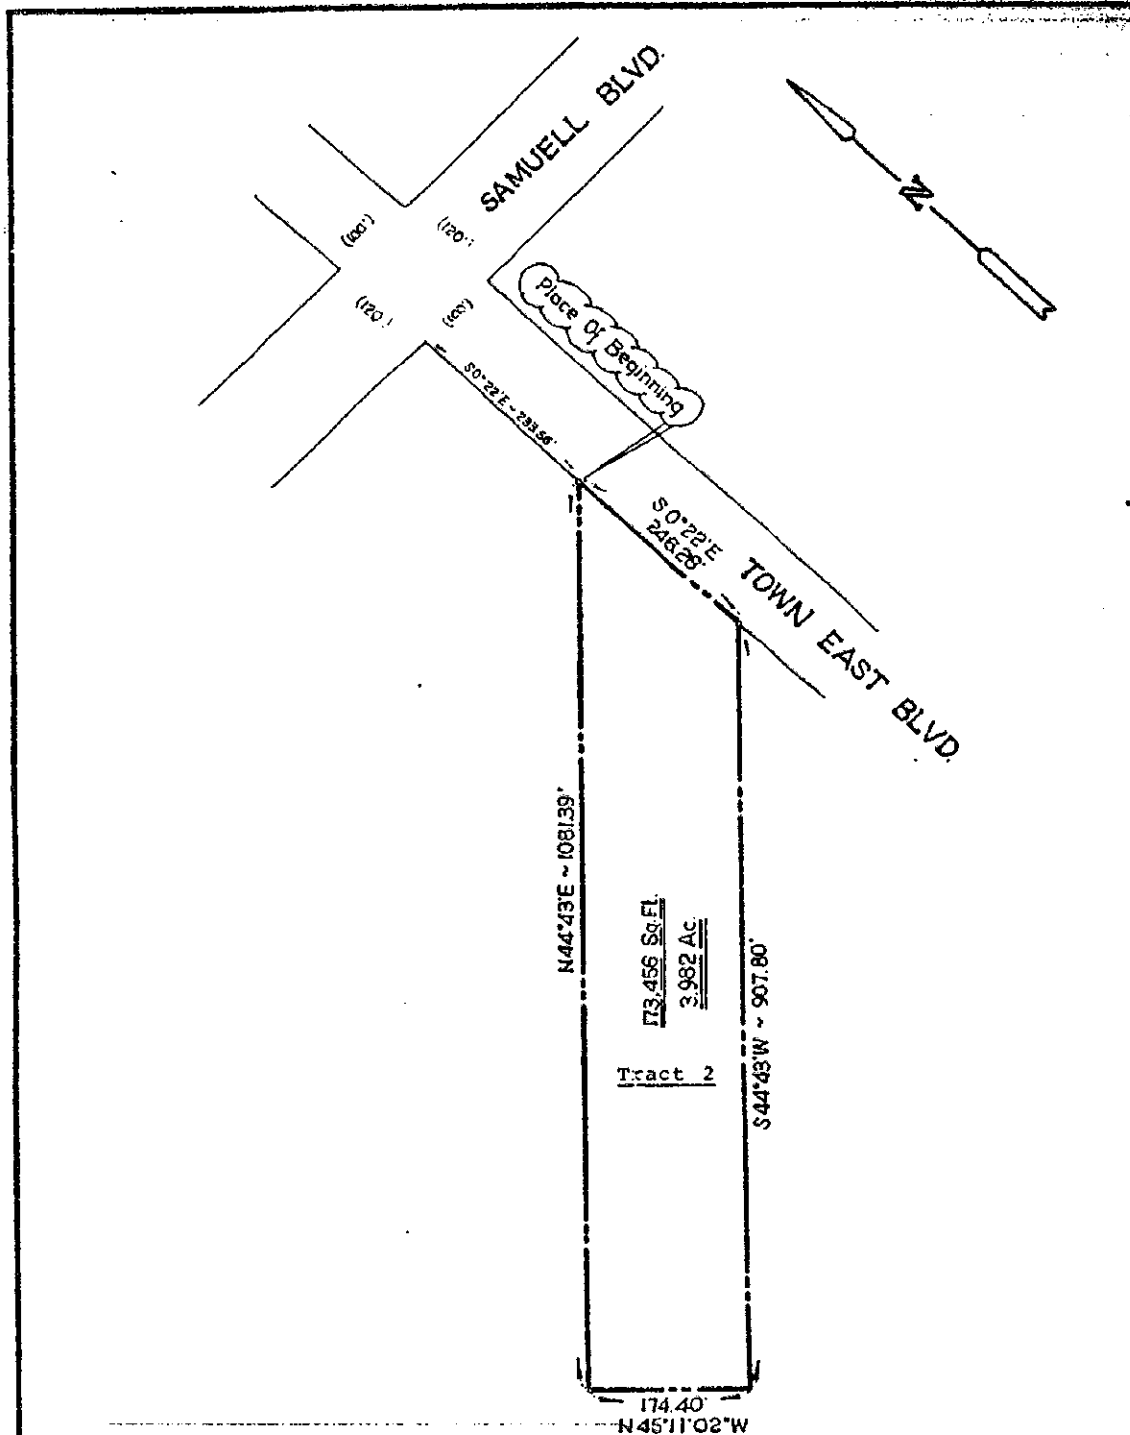 SAMUELL BLVD.
N
(100')
(120')
(120')
(100')
Place Of Beginning
S0°22'E ~ 293.56'
S0°22'E
246.28'
TOWN EAST BLVD.
N44°43'E ~ 1081.39'
173,456 Sq.Ft.
3.982 Ac.
S44°43'W ~ 907.80'
Tract 2
174.40'
N45°11'02"W